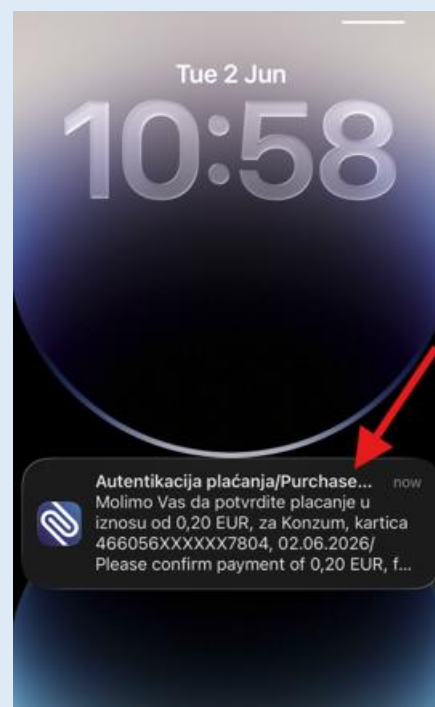 Tue 2 Jun
10:58
Autentikacija plaćanja/Purchase... now
Molimo Vas da potvrdite placanje u
iznosu od 0,20 EUR, za Konzum, kartica
466056XXXXXX7804, 02.06.2026/
Please confirm payment of 0,20 EUR, f...